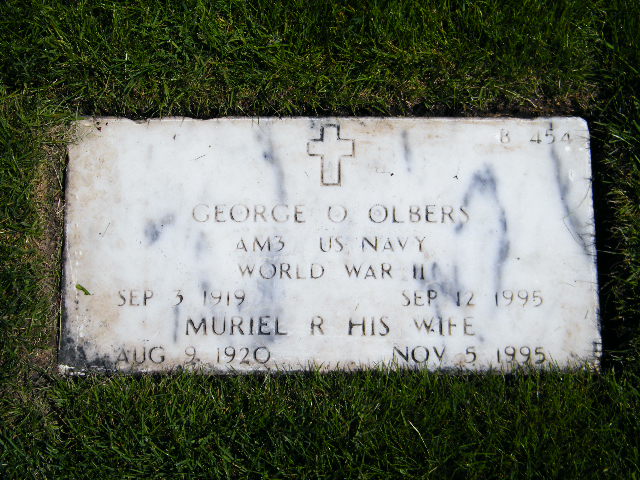 B 454
GEORGE O OLBERS
AM3 US NAVY
WORLD WAR II
SEP 3 1919 SEP 12 1995
MURIEL R HIS WIFE
AUG 9 1920 NOV 5 1995